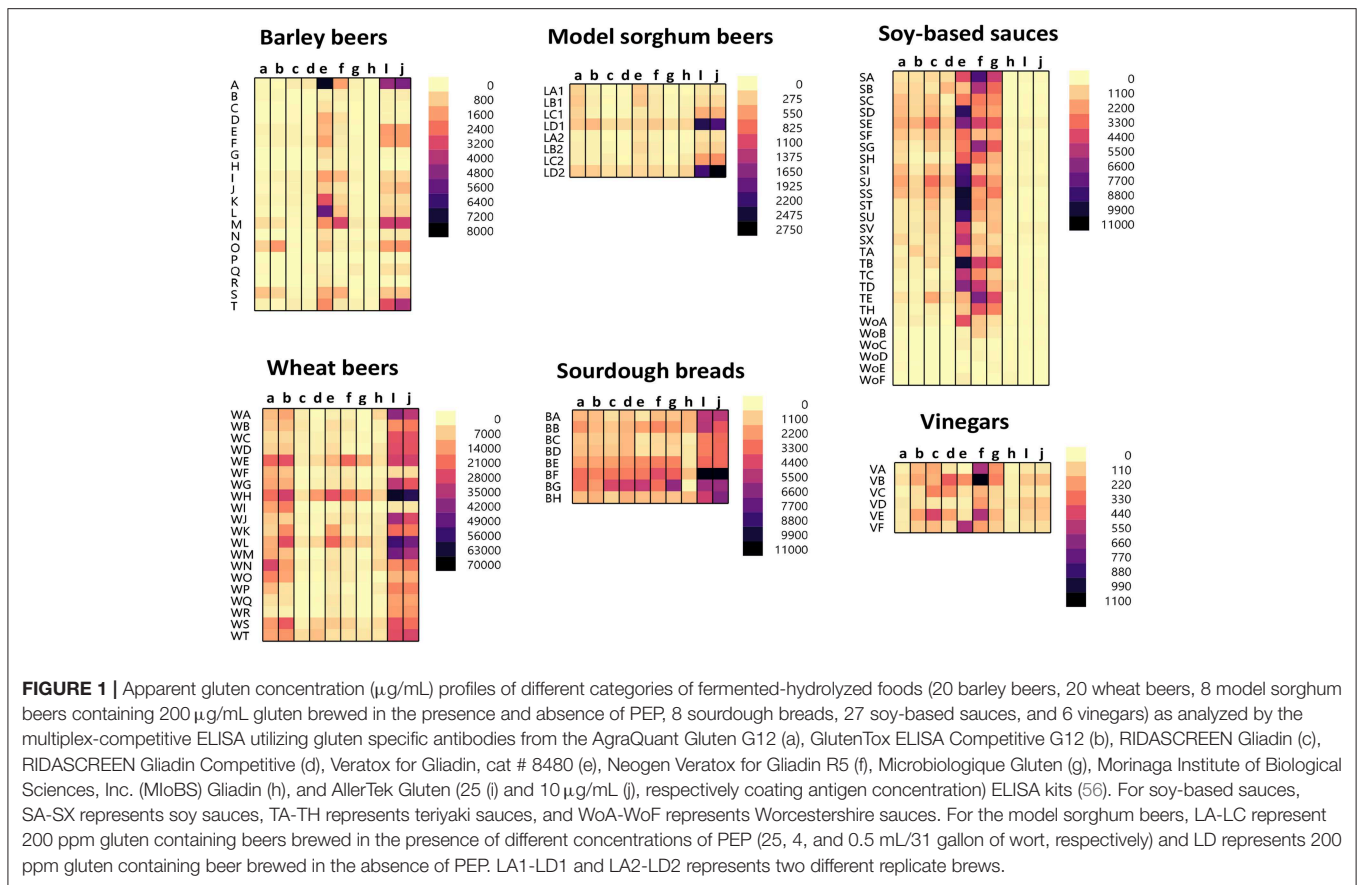 Barley beers
a b c d e f g h I j
A
B
C
D
E
F
G
H
I
J
K
L
M
N
O
P
Q
R
S
T
0
800
1600
2400
3200
4000
4800
5600
6400
7200
8000
Model sorghum beers
a b c d e f g h I j
LA1
LB1
LC1
LD1
LA2
LB2
LC2
LD2
0
275
550
825
1100
1375
1650
1925
2200
2475
2750
Soy-based sauces
a b c d e f g h I j
SA
SB
SC
SD
SE
SF
SG
SH
SI
SJ
SS
ST
SU
SV
SX
TA
TB
TC
TD
TE
TH
WoA
WoB
WoC
WoD
WoE
WoF
0
1100
2200
3300
4400
5500
6600
7700
8800
9900
11000
Wheat beers
a b c d e f g h I j
WA
WB
WC
WD
WE
WF
WG
WH
WI
WJ
WK
WL
WM
WN
WO
WP
WQ
WR
WS
WT
0
7000
14000
21000
28000
35000
42000
49000
56000
63000
70000
Sourdough breads
a b c d e f g h I j
BA
BB
BC
BD
BE
BF
BG
BH
0
1100
2200
3300
4400
5500
6600
7700
8800
9900
11000
Vinegars
a b c d e f g h I j
VA
VB
VC
VD
VE
VF
0
110
220
330
440
550
660
770
880
990
1100
FIGURE 1 | Apparent gluten concentration (μg/mL) profiles of different categories of fermented-hydrolyzed foods (20 barley beers, 20 wheat beers, 8 model sorghum
beers containing 200 μg/mL gluten brewed in the presence and absence of PEP, 8 sourdough breads, 27 soy-based sauces, and 6 vinegars) as analyzed by the
multiplex-competitive ELISA utilizing gluten specific antibodies from the AgraQuant Gluten G12 (a), GlutenTox ELISA Competitive G12 (b), RIDASCREEN Gliadin (c),
RIDASCREEN Gliadin Competitive (d), Veratox for Gliadin, cat # 8480 (e), Neogen Veratox for Gliadin R5 (f), Microbiologique Gluten (g), Morinaga Institute of Biological
Sciences, Inc. (MIoBS) Gliadin (h), and AllerTek Gluten (25 (i) and 10 μg/mL (j), respectively coating antigen concentration) ELISA kits (56). For soy-based sauces,
SA-SX represents soy sauces, TA-TH represents teriyaki sauces, and WoA-WoF represents Worcestershire sauces. For the model sorghum beers, LA-LC represent
200 ppm gluten containing beers brewed in the presence of different concentrations of PEP (25, 4, and 0.5 mL/31 gallon of wort, respectively) and LD represents 200
ppm gluten containing beer brewed in the absence of PEP. LA1-LD1 and LA2-LD2 represents two different replicate brews.